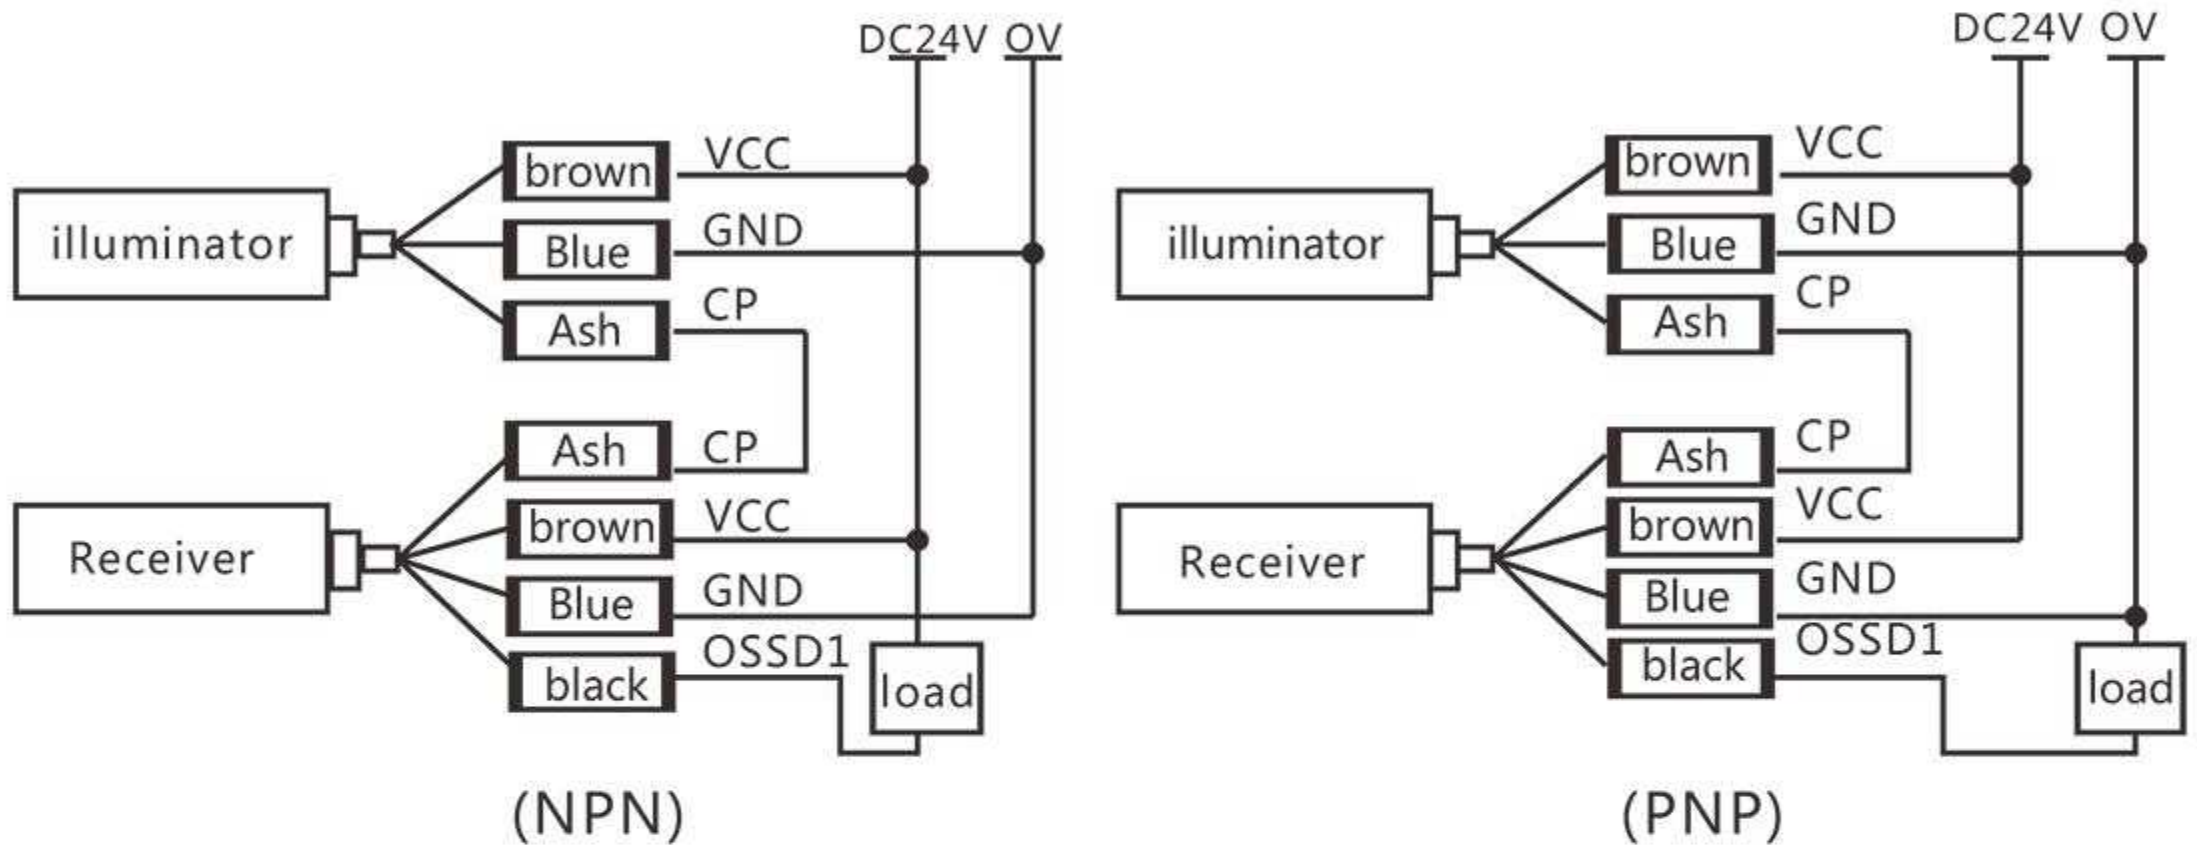 DC24V OV
brown VCC
illuminator
Blue GND
Ash CP
Ash CP
brown VCC
Receiver
Blue GND
black OSSD1
load
(NPN)
DC24V OV
brown VCC
illuminator
Blue GND
Ash CP
Ash CP
brown VCC
Receiver
Blue GND
black OSSD1
load
(PNP)